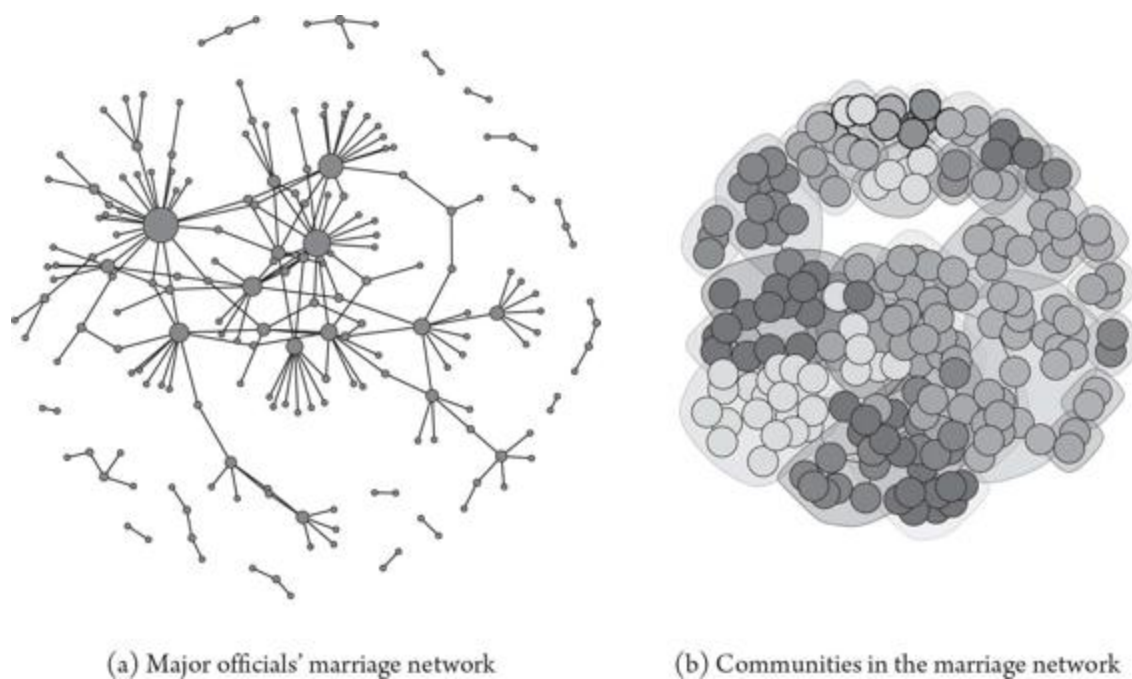 (a) Major officials' marriage network
(b) Communities in the marriage network